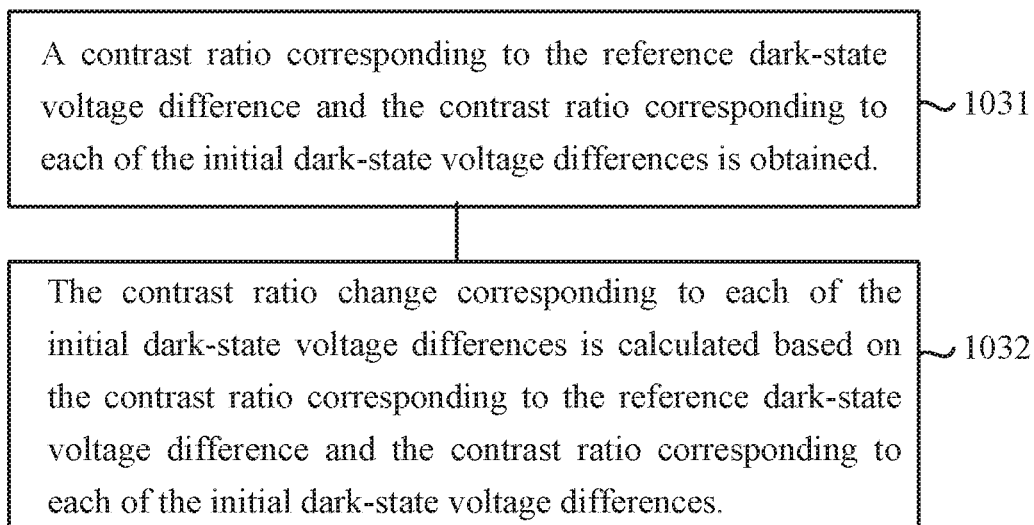 A contrast ratio corresponding to the reference dark-state
voltage difference and the contrast ratio corresponding to
each of the initial dark-state voltage differences is obtained.
1031
The contrast ratio change corresponding to each of the
initial dark-state voltage differences is calculated based on
the contrast ratio corresponding to the reference dark-state
voltage difference and the contrast ratio corresponding to
each of the initial dark-state voltage differences.
1032